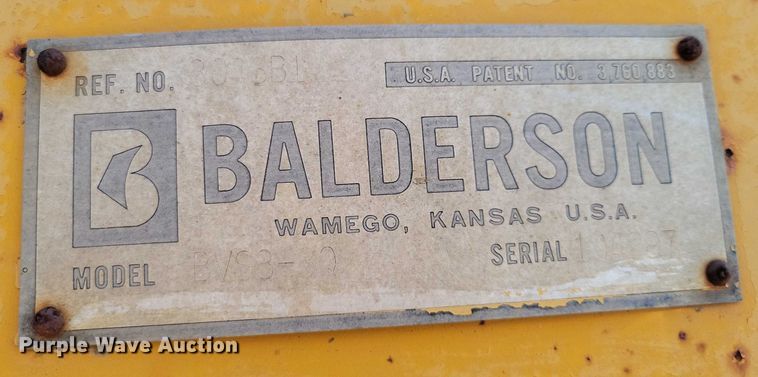 REF. NO.
U.S.A. PATENT NO. 3,760,883
B BALDERSON
WAMEGO, KANSAS U.S.A.
MODEL SERIAL
Purple Wave Auction